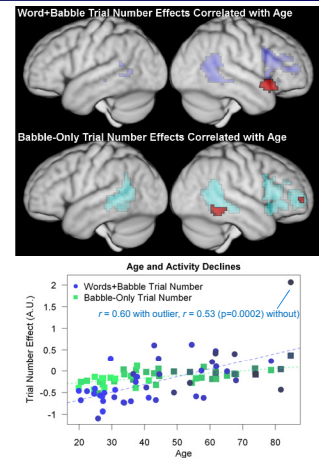 Word+Babble Trial Number Effects Correlated with Age
Babble-Only Trial Number Effects Correlated with Age
Age and Activity Declines
Words+Babble Trial Number
Babble-Only Trial Number
r = 0.60 with outlier, r = 0.53 (p=0.0002) without)
Trial Number Effect (A.U.)
2
1.5
1
0.5
0
-0.5
-1
20 30 40 50 60 70 80 90
Age